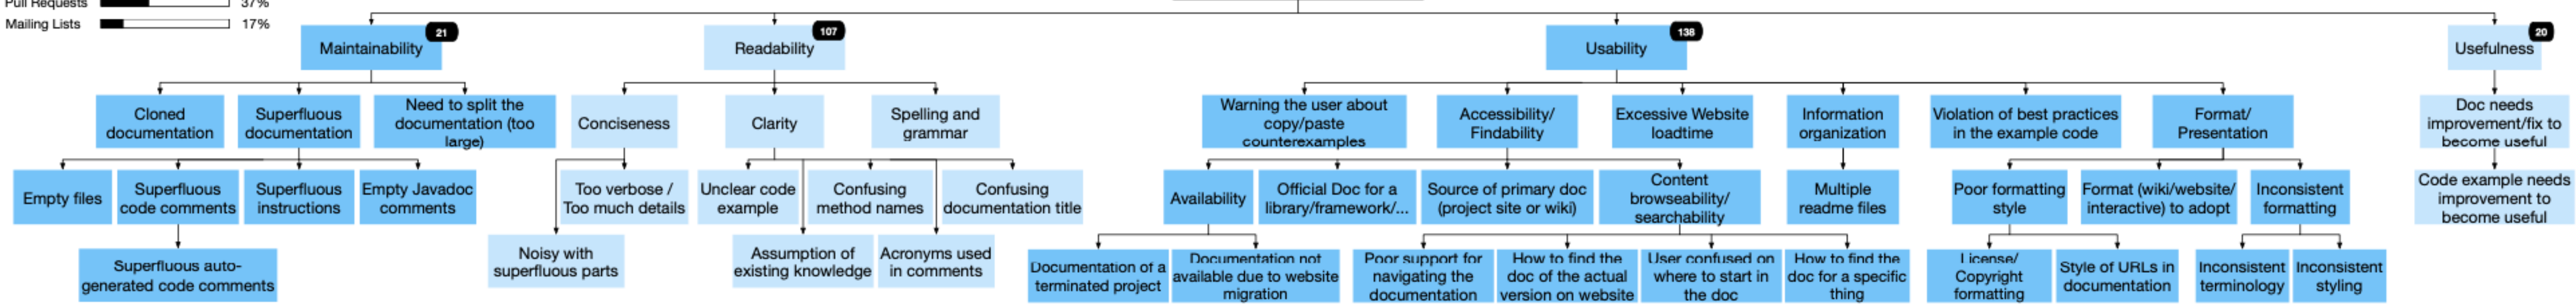 Pull Requests 37%
Mailing Lists 17%
Maintainability 21
Readability 107
Usability 138
Usefulness 20
Cloned
documentation
Superfluous
documentation
Need to split the
documentation (too
large)
Conciseness
Clarity
Spelling and
grammar
Warning the user about
copy/paste
counterexamples
Accessibility/
Findability
Excessive Website
loadtime
Information
organization
Violation of best practices
in the example code
Format/
Presentation
Doc needs
improvement/fix to
become useful
Empty files
Superfluous
code comments
Superfluous
instructions
Empty Javadoc
comments
Too verbose /
Too much details
Unclear code
example
Confusing
method names
Confusing
documentation title
Availability
Official Doc for a
library/framework/...
Source of primary doc
(project site or wiki)
Content
browseability/
searchability
Multiple
readme files
Poor formatting
style
Format (wiki/website/
interactive) to adopt
Inconsistent
formatting
Code example needs
improvement to
become useful
Superfluous auto-
generated code comments
Noisy with
superfluous parts
Assumption of
existing knowledge
Acronyms used
in comments
Documentation of a
terminated project
Documentation not
available due to website
migration
Poor support for
navigating the
documentation
How to find the
doc of the actual
version on website
User confused on
where to start in
the doc
How to find the
doc for a specific
thing
License/
Copyright
formatting
Style of URLs in
documentation
Inconsistent
terminology
Inconsistent
styling